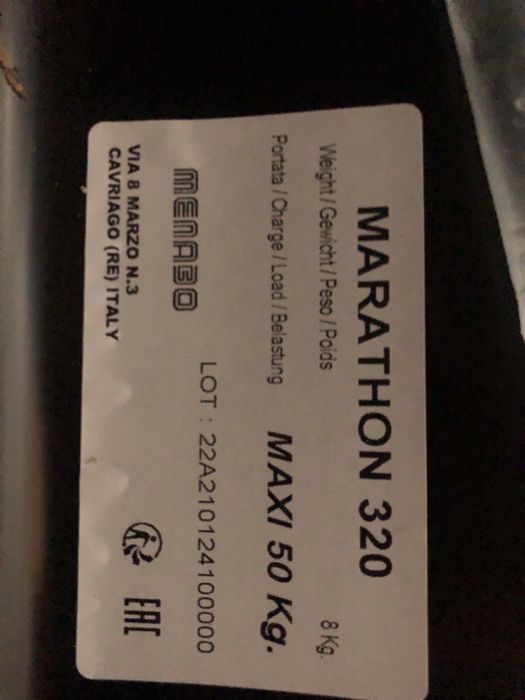 MARATHON 320
Weight / Gewicht / Peso / Poids 8 Kg.
Portata / Charge / Load / Belastung MAXI 50 Kg.
LOT : 22A210124100000
MENABO
VIA 8 MARZO N.3
CAVRIAGO (RE) ITALY
EAC